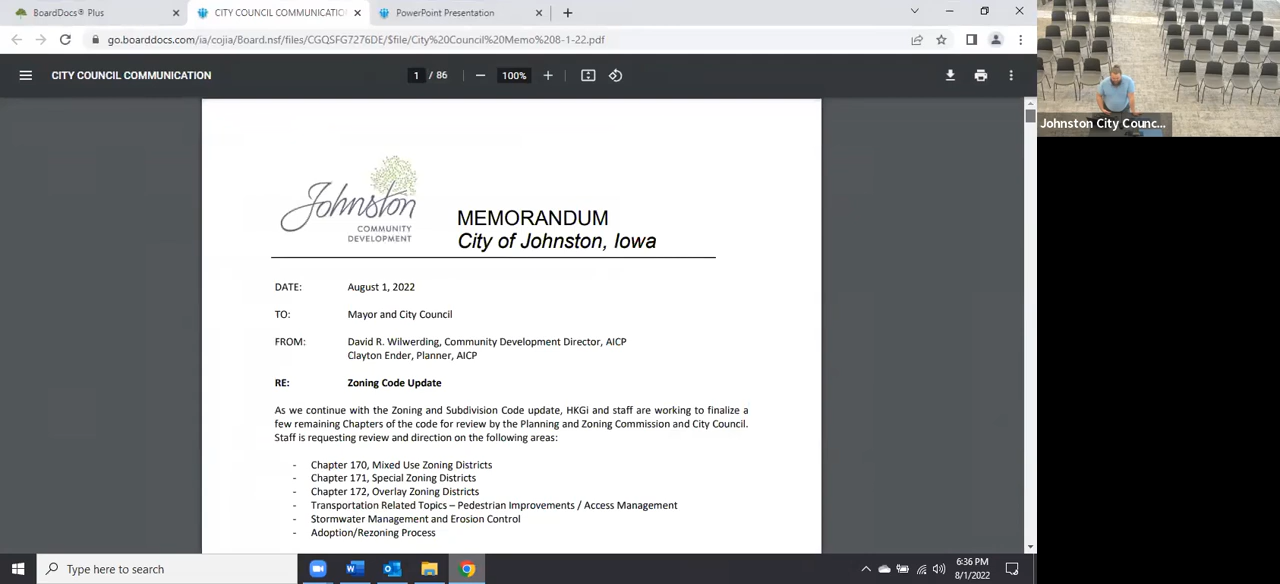 BoardDocs® Plus
CITY COUNCIL COMMUNICATION
PowerPoint Presentation
go.boarddocs.com/ia/cojia/Board.nsf/files/CGQSFG7276DE/$file/City%20Council%20Memo%208-1-22.pdf
CITY COUNCIL COMMUNICATION
1 / 86
100%
Johnston City Counc...
Johnston
COMMUNITY
DEVELOPMENT
MEMORANDUM
City of Johnston, Iowa
DATE: August 1, 2022
TO: Mayor and City Council
FROM: David R. Wilwerding, Community Development Director, AICP
Clayton Ender, Planner, AICP
RE: Zoning Code Update
As we continue with the Zoning and Subdivision Code update, HKGi and staff are working to finalize a
few remaining Chapters of the code for review by the Planning and Zoning Commission and City Council.
Staff is requesting review and direction on the following areas:
- Chapter 170, Mixed Use Zoning Districts
- Chapter 171, Special Zoning Districts
- Chapter 172, Overlay Zoning Districts
- Transportation Related Topics – Pedestrian Improvements / Access Management
- Stormwater Management and Erosion Control
- Adoption/Rezoning Process
Type here to search
6:36 PM
8/1/2022